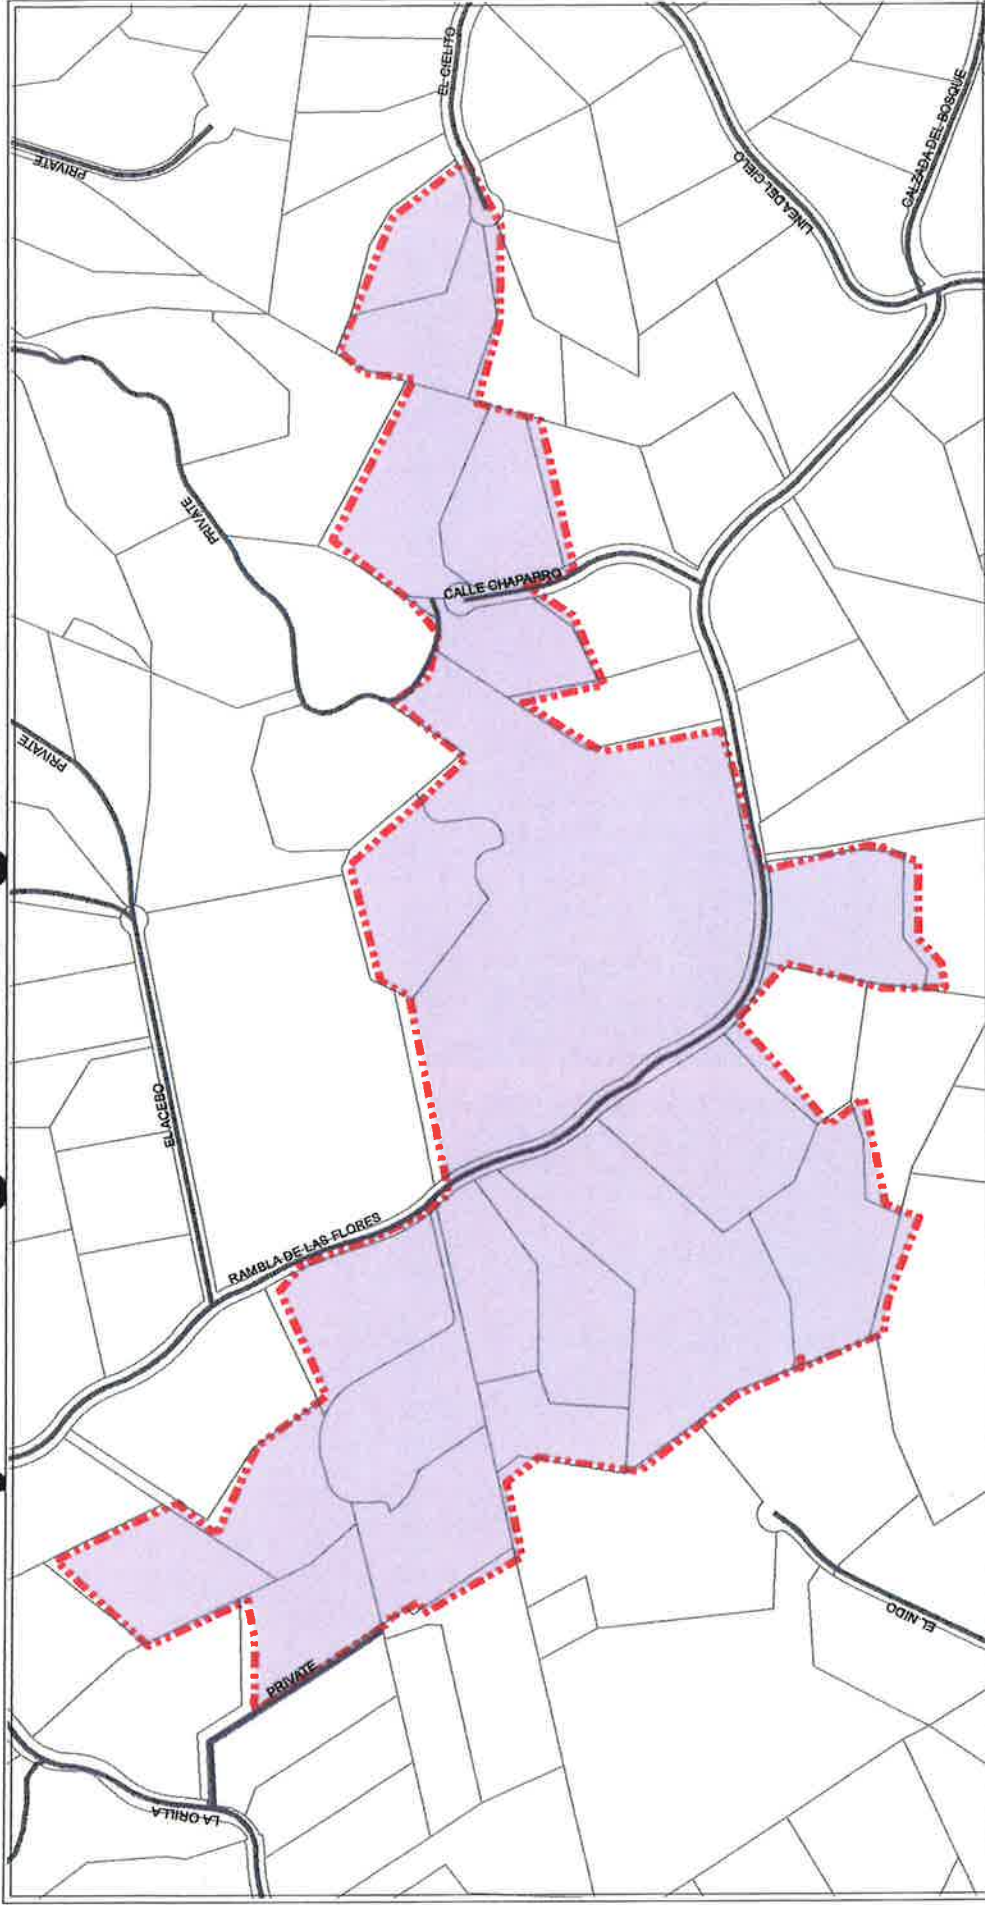 EL CIELITO
PRIVATE
LINEA DEL CIELO
CALZADA DEL BOSQUE
PRIVATE
CALLE CHAPARRO
PRIVATE
EL ACEBO
RAMBLA DE LAS FLORES
EL NIDO
PRIVATE
LA ORILLA